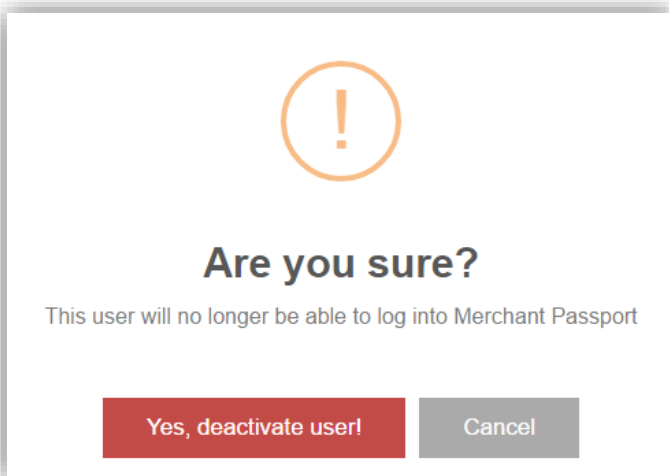 !
Are you sure?
This user will no longer be able to log into Merchant Passport
Yes, deactivate user! Cancel